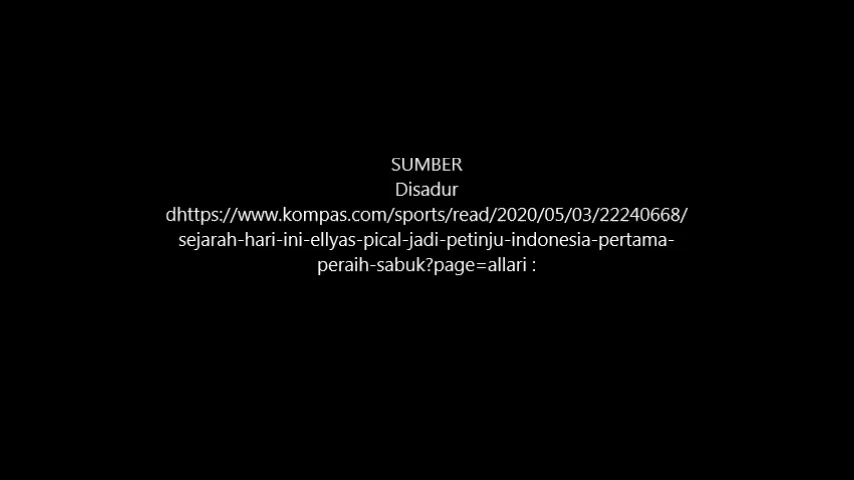 SUMBER
Disadur
dhttps://www.kompas.com/sports/read/2020/05/03/22240668/
sejarah-hari-ini-ellyas-pical-jadi-petinju-indonesia-pertama-
peraih-sabuk?page=allari :